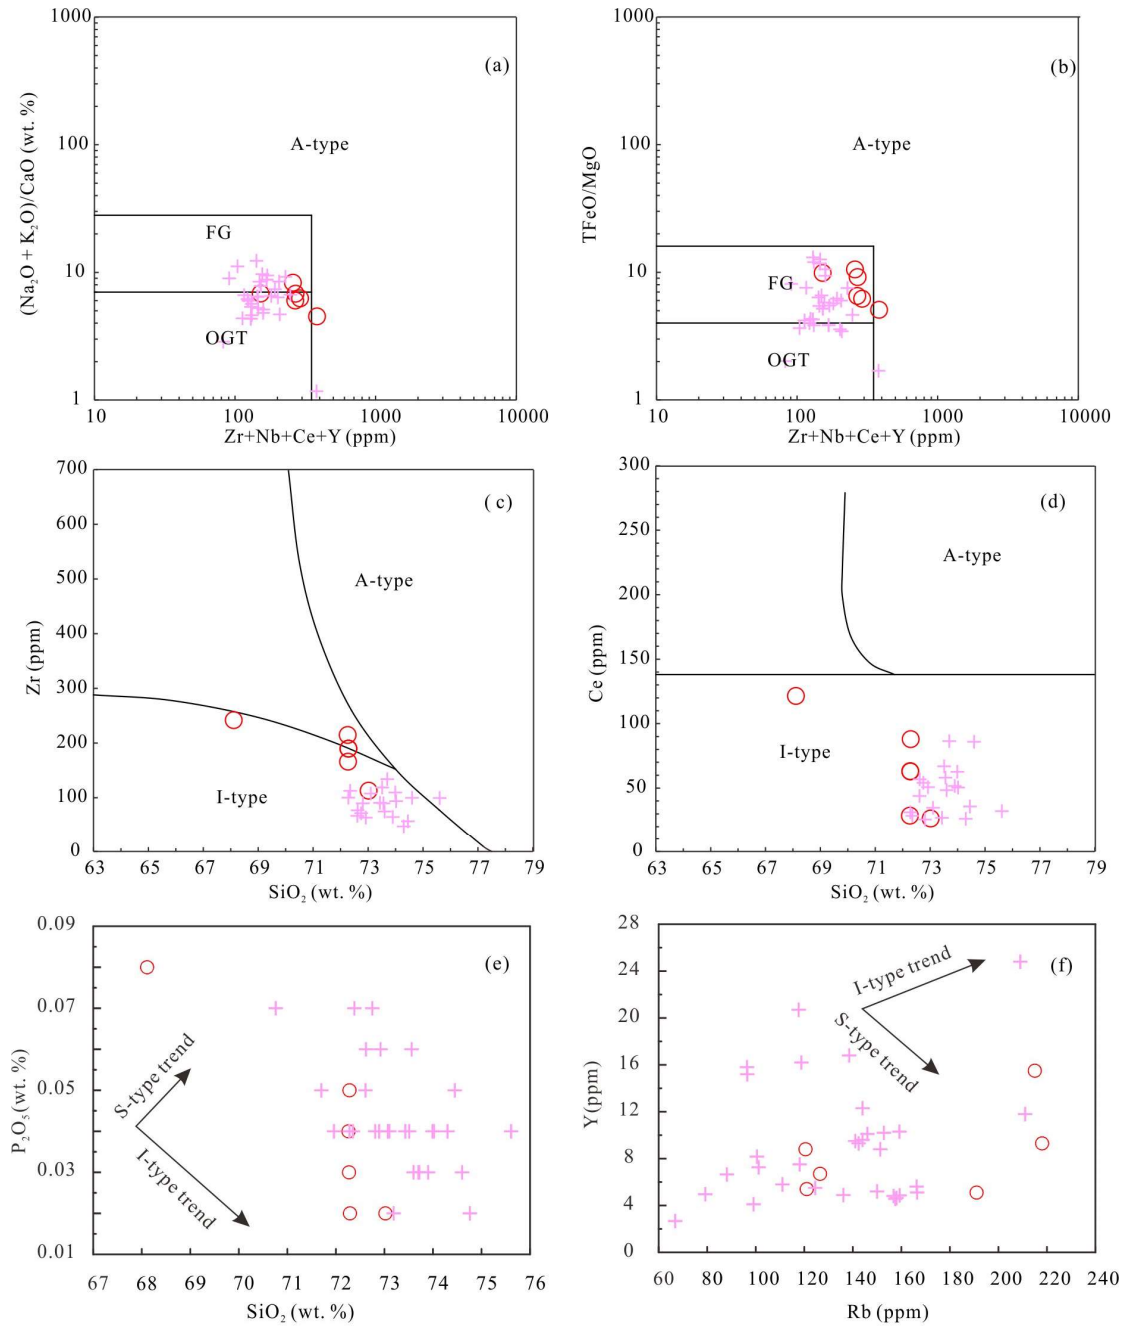 (a)
(Na₂O + K₂O)/CaO (wt. %)
1000
100
10
1
A-type
FG
OGT
10
100
1000
10000
Zr+Nb+Ce+Y (ppm)
(b)
TFeO/MgO
1000
100
10
1
A-type
FG
OGT
10
100
1000
10000
Zr+Nb+Ce+Y (ppm)
(c)
Zr (ppm)
700
600
500
400
300
200
100
0
A-type
I-type
63
65
67
69
71
73
75
77
79
SiO₂ (wt. %)
(d)
Ce (ppm)
300
250
200
150
100
50
0
A-type
I-type
63
65
67
69
71
73
75
77
79
SiO₂ (wt. %)
(e)
P₂O₅ (wt. %)
0.09
0.07
0.05
0.03
0.01
S-type trend
I-type trend
67
68
69
70
71
72
73
74
75
76
SiO₂ (wt. %)
(f)
Y (ppm)
28
24
20
16
12
8
4
0
I-type trend
S-type trend
60
80
100
120
140
160
180
200
220
240
Rb (ppm)